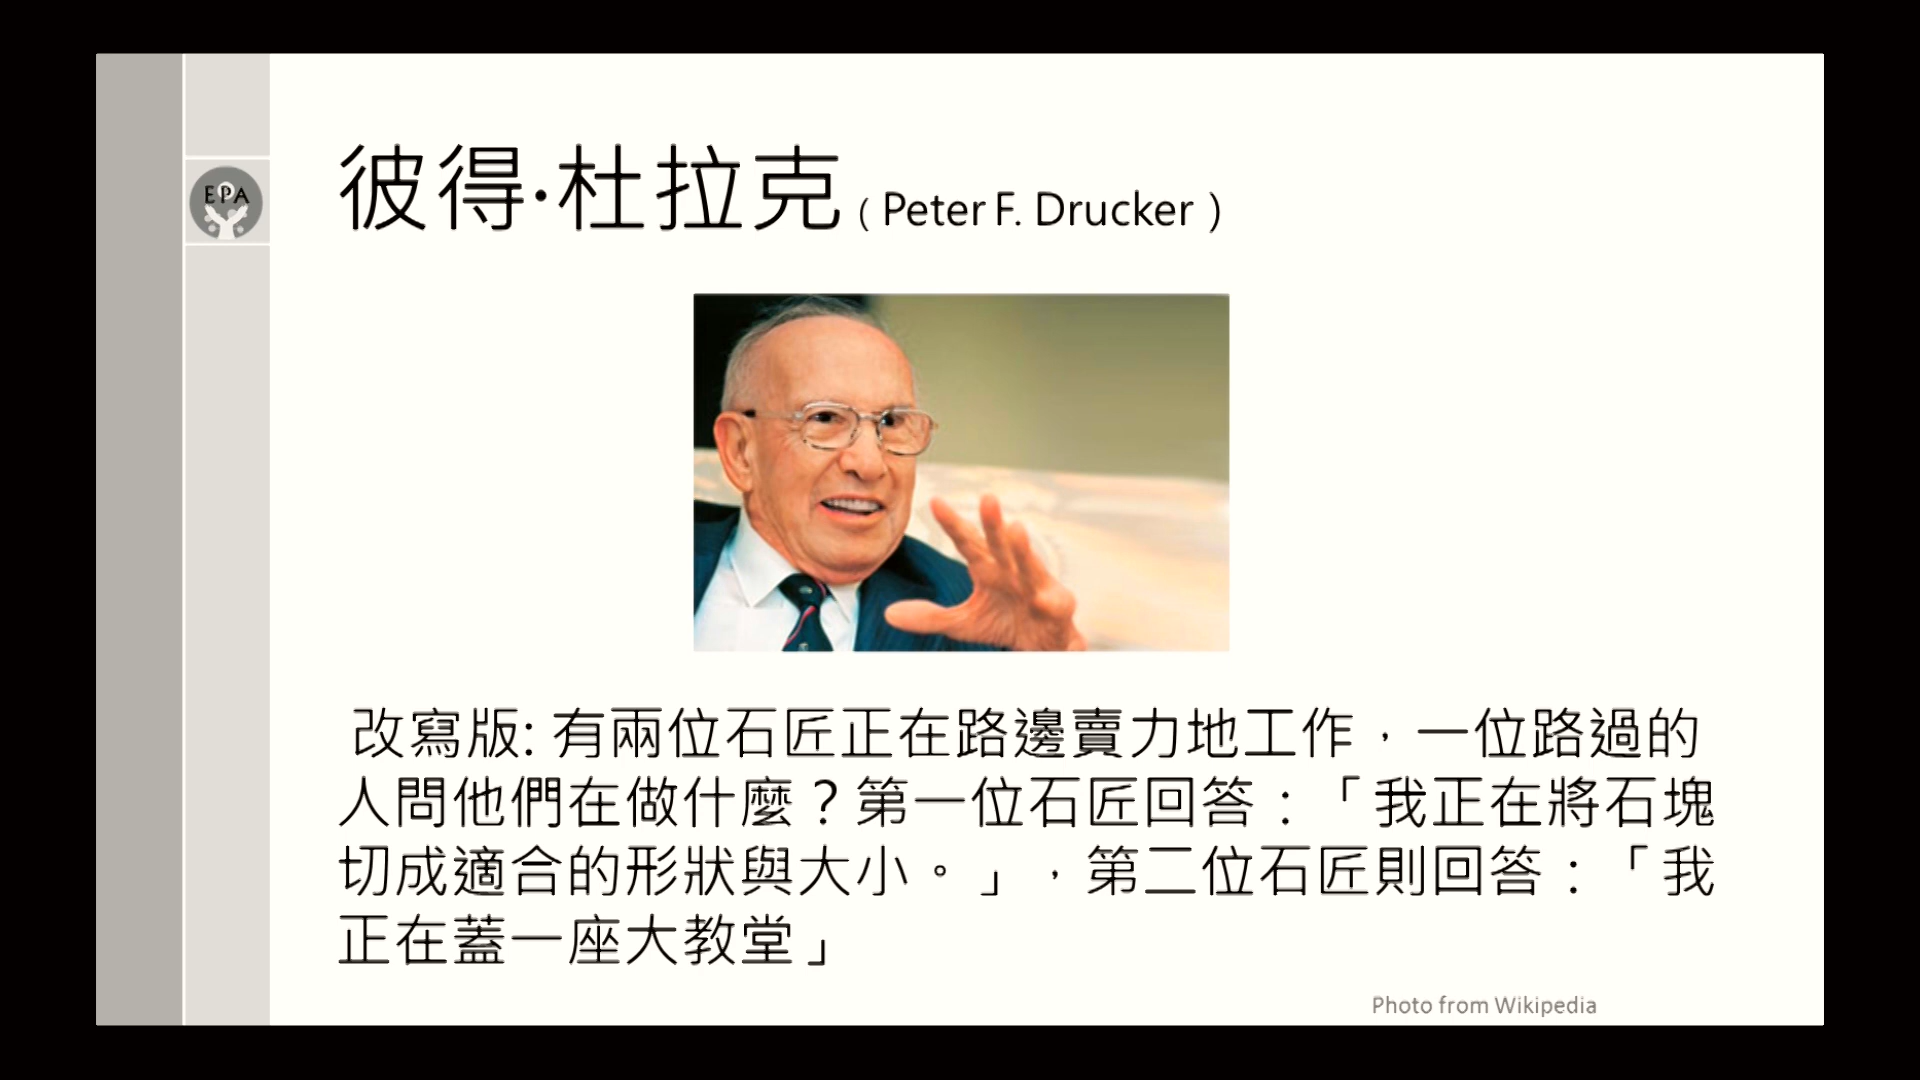 EPA
彼得·杜拉克 ( Peter F. Drucker )
改寫版: 有兩位石匠正在路邊賣力地工作，一位路過的
人問他們在做什麼？第一位石匠回答：「我正在將石塊
切成適合的形狀與大小。」，第二位石匠則回答：「我
正在蓋一座大教堂」
Photo from Wikipedia